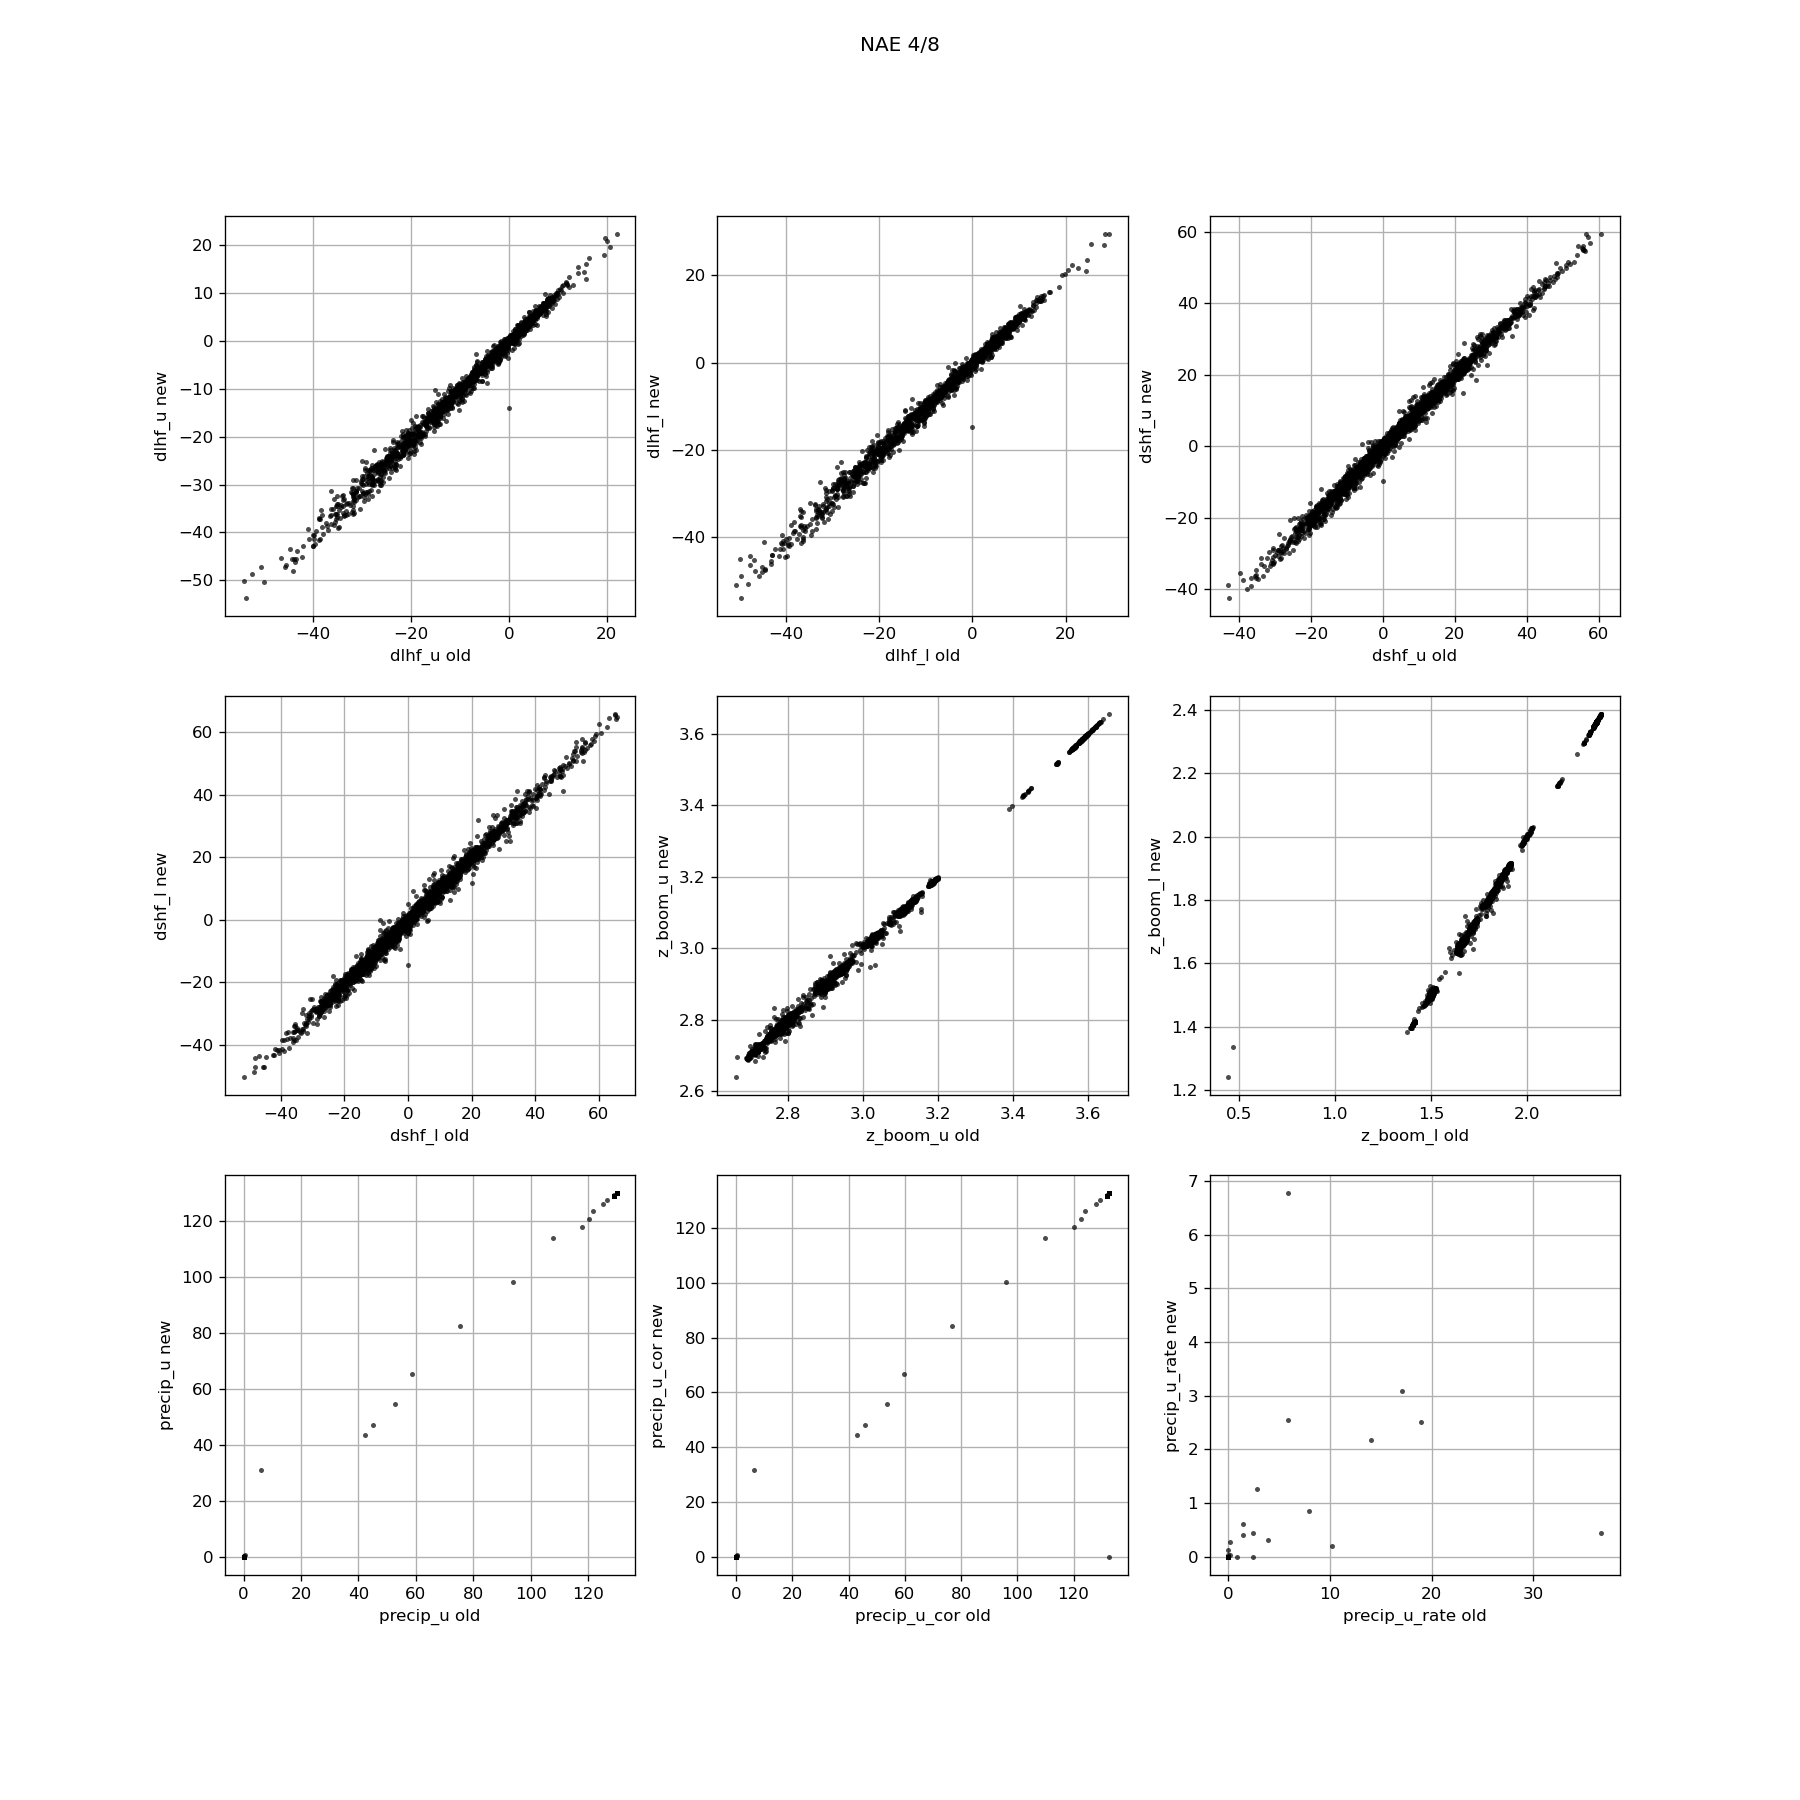 NAE 4/8
20
10
0
−10
−20
−30
−40
−50
dlhf_u new
−40 −20 0 20
dlhf_u old
20
0
−20
−40
dlhf_l new
−40 −20 0 20
dlhf_l old
60
40
20
0
−20
−40
dshf_u new
−40 −20 0 20 40 60
dshf_u old
60
40
20
0
−20
−40
dshf_l new
−40 −20 0 20 40 60
dshf_l old
3.6
3.4
3.2
3.0
2.8
2.6
z_boom_u new
2.8 3.0 3.2 3.4 3.6
z_boom_u old
2.4
2.2
2.0
1.8
1.6
1.4
1.2
z_boom_l new
0.5 1.0 1.5 2.0
z_boom_l old
120
100
80
60
40
20
0
precip_u new
0 20 40 60 80 100 120
precip_u old
120
100
80
60
40
20
0
precip_u_cor new
0 20 40 60 80 100 120
precip_u_cor old
7
6
5
4
3
2
1
0
precip_u_rate new
0 10 20 30
precip_u_rate old